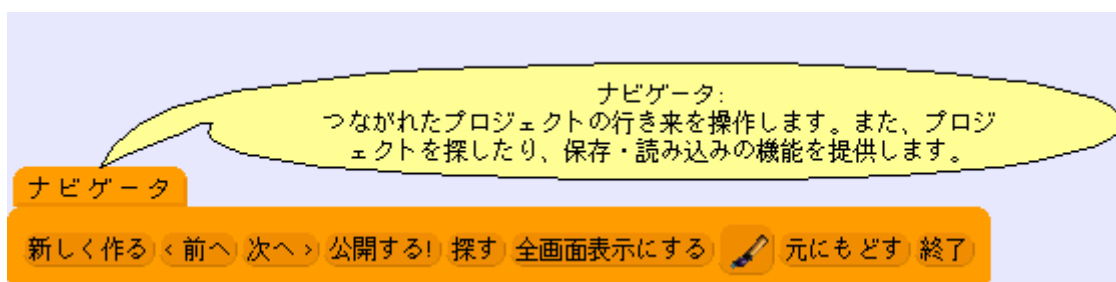 ナビゲータ:
つながれたプロジェクトの行き来を操作します。また、プロジ
ェクトを探したり、保存・読み込みの機能を提供します。
ナビゲータ
新しく作る <前へ 次へ> 公開する! 探す 全画面表示にする 元にもどす 終了